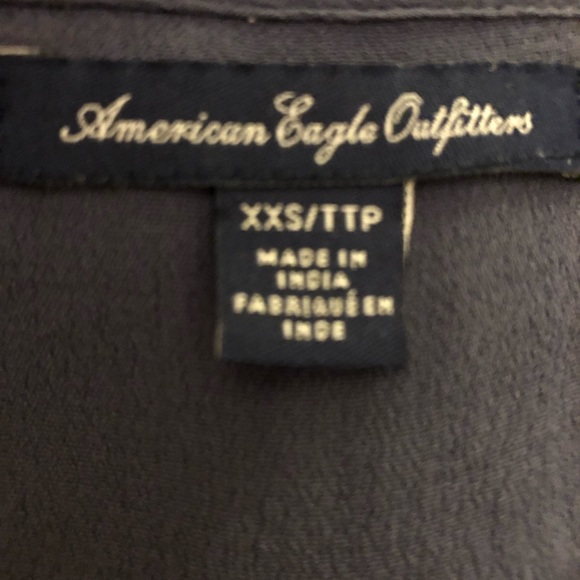 American Eagle Outfitters
XXS/TTP
MADE IN
INDIA
FABRIQUÉ EN
INDE